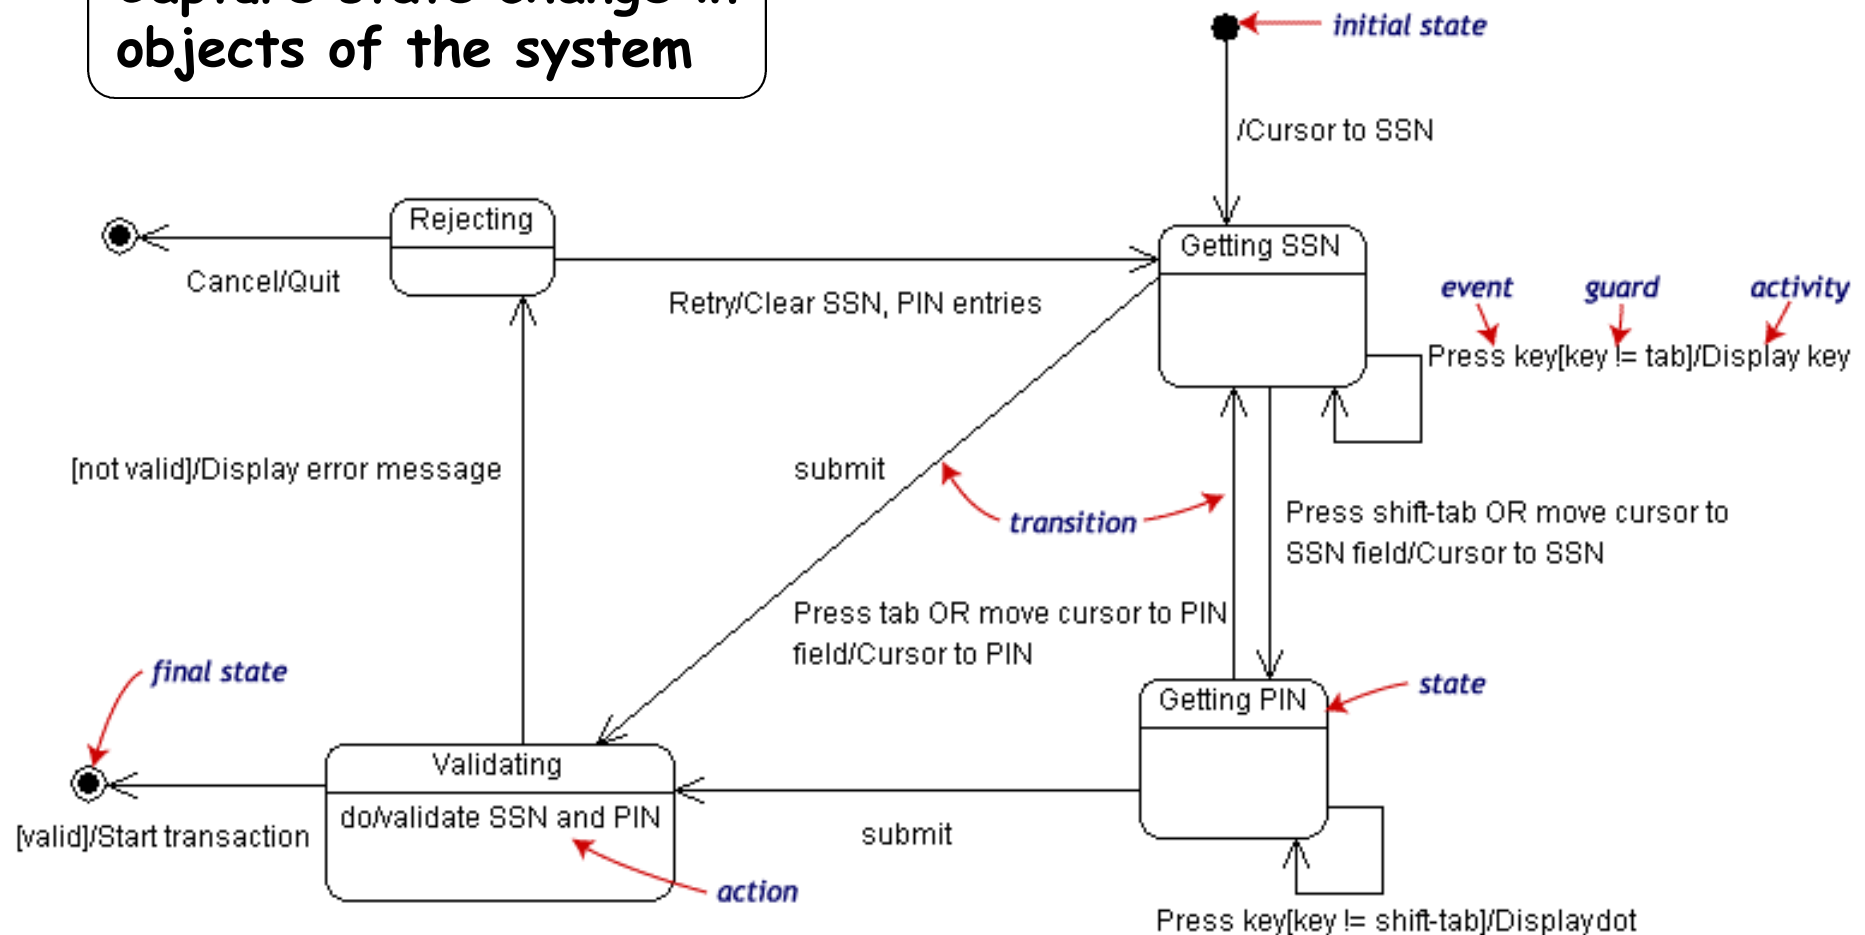 capture state change in
objects of the system
initial state
/Cursor to SSN
Rejecting
Getting SSN
Cancel/Quit
Retry/Clear SSN, PIN entries
event
guard
activity
Press key[key != tab]/Display key
[not valid]/Display error message
submit
transition
Press shift-tab OR move cursor to
SSN field/Cursor to SSN
Press tab OR move cursor to PIN
field/Cursor to PIN
final state
Getting PIN
state
Validating
do/validate SSN and PIN
[valid]/Start transaction
submit
action
Press key[key != shift-tab]/Displaydot